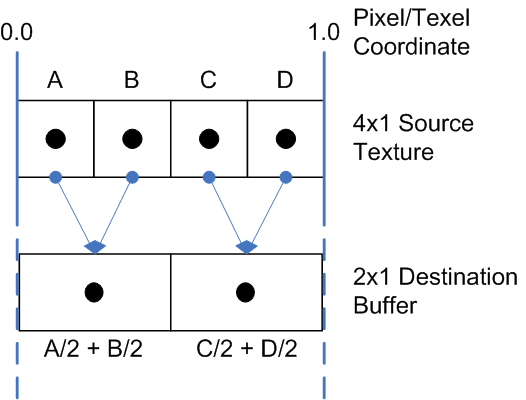 0.0
1.0
Pixel/Texel
Coordinate
A B C D
4x1 Source
Texture
2x1 Destination
Buffer
A/2 + B/2
C/2 + D/2